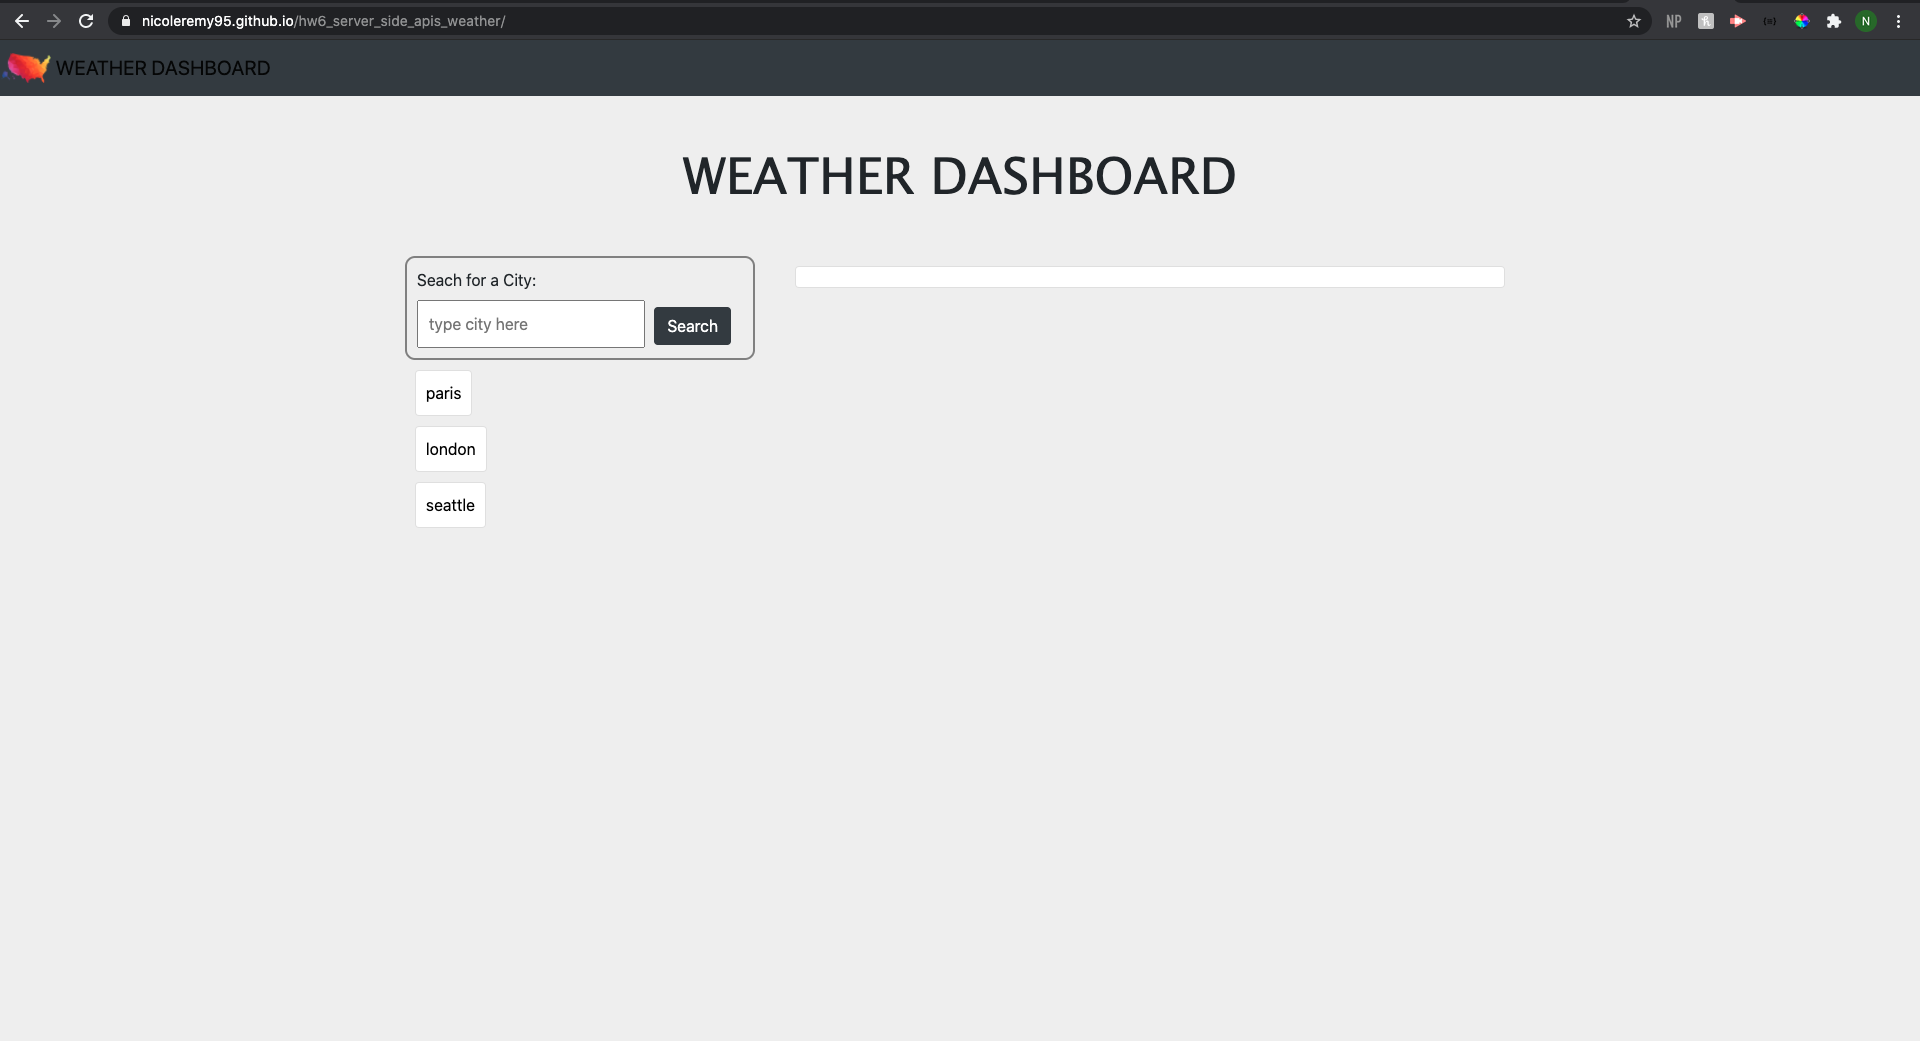 nicoleremy95.github.io/hw6_server_side_apis_weather/
NP
N
WEATHER DASHBOARD
WEATHER DASHBOARD
Seach for a City:
type city here
Search
paris
london
seattle